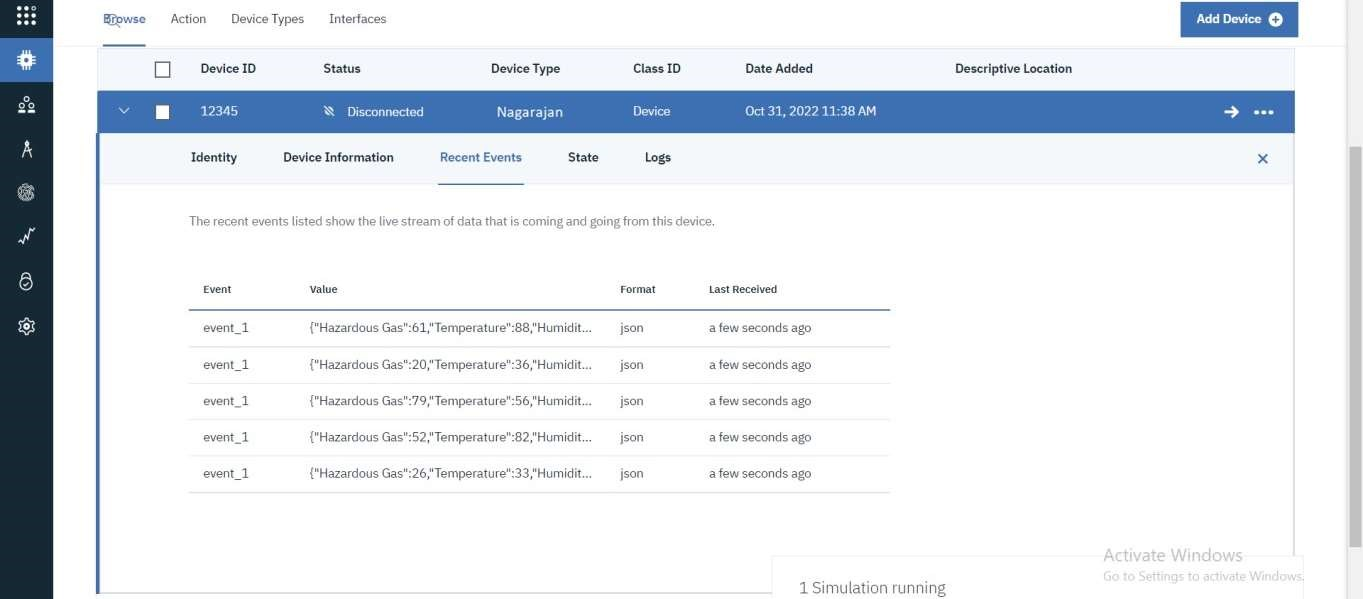 Browse Action Device Types Interfaces Add Device
Device ID Status Device Type Class ID Date Added Descriptive Location
12345 Disconnected Nagarajan Device Oct 31, 2022 11:38 AM
Identity Device Information Recent Events State Logs
The recent events listed show the live stream of data that is coming and going from this device.
Event Value Format Last Received
event_1 {"Hazardous Gas":61,"Temperature":88,"Humidit... json a few seconds ago
event_1 {"Hazardous Gas":20,"Temperature":36,"Humidit... json a few seconds ago
event_1 {"Hazardous Gas":79,"Temperature":56,"Humidit... json a few seconds ago
event_1 {"Hazardous Gas":52,"Temperature":82,"Humidit... json a few seconds ago
event_1 {"Hazardous Gas":26,"Temperature":33,"Humidit... json a few seconds ago
Activate Windows
Go to Settings to activate Windows.
1 Simulation running